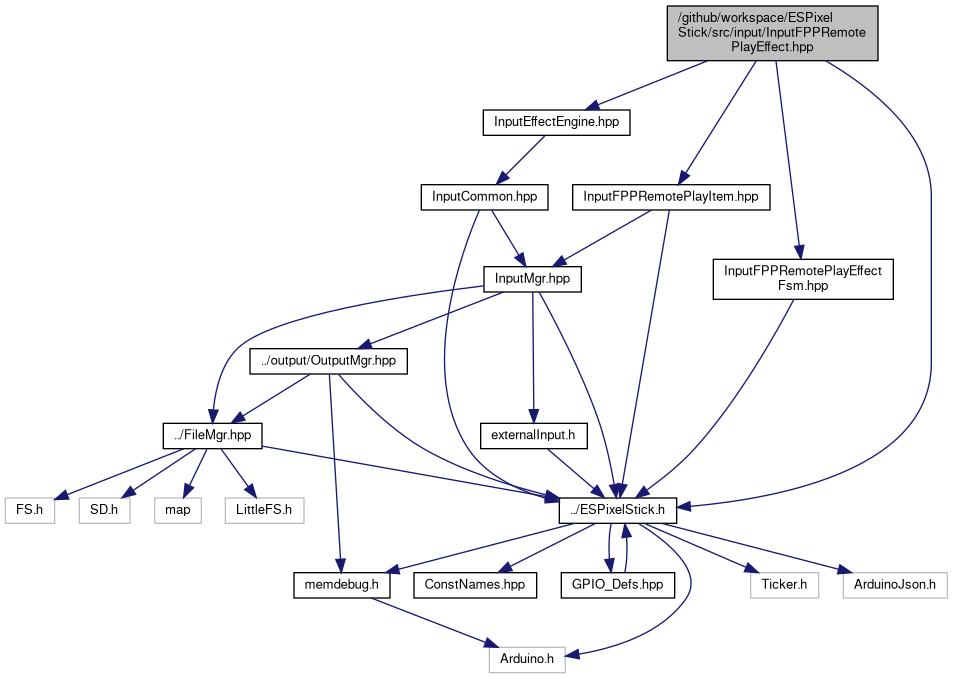 /github/workspace/ESPixel
Stick/src/input/InputFPPRemote
PlayEffect.hpp
InputEffectEngine.hpp
InputCommon.hpp
InputFPPRemotePlayItem.hpp
InputMgr.hpp
InputFPPRemotePlayEffect
Fsm.hpp
../output/OutputMgr.hpp
../FileMgr.hpp
externalInput.h
FS.h
SD.h
map
LittleFS.h
../ESPixelStick.h
memdebug.h
ConstNames.hpp
GPIO_Defs.hpp
Ticker.h
ArduinoJson.h
Arduino.h